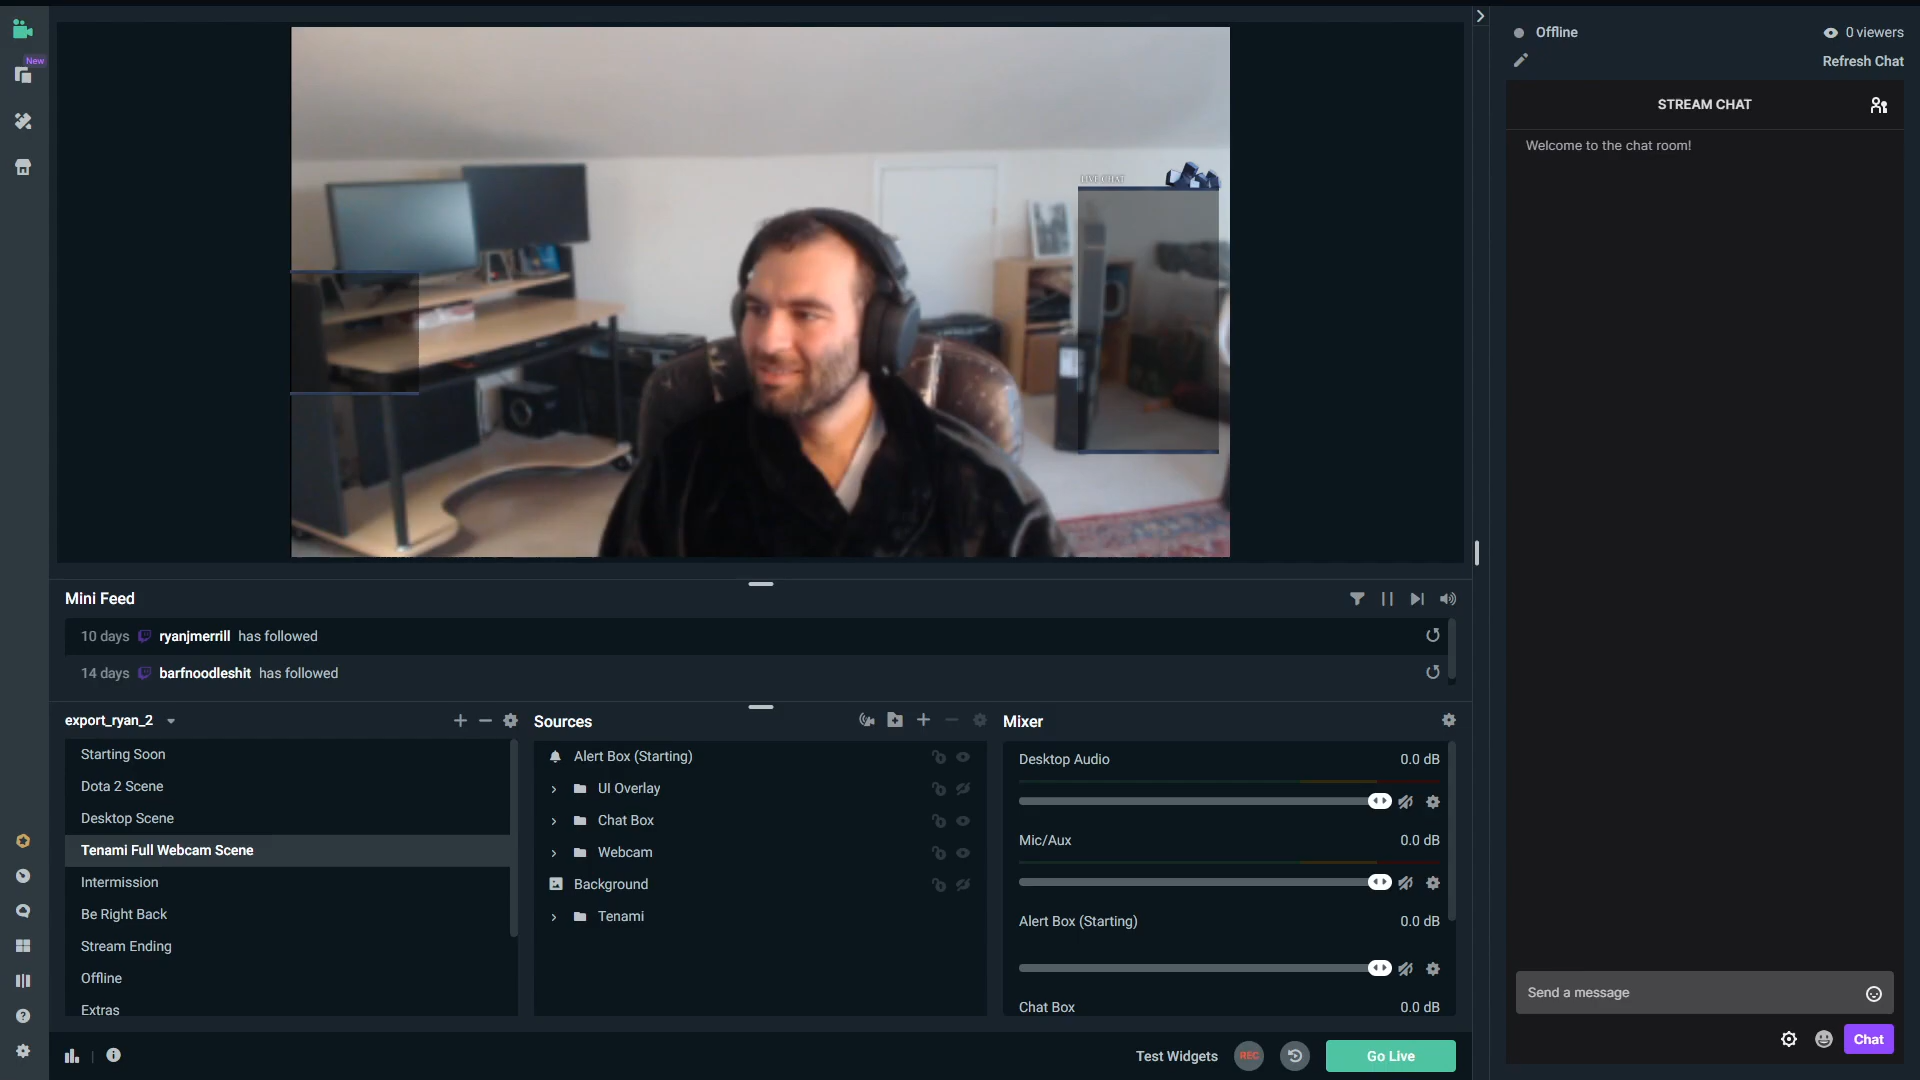 New
Offline
0 viewers
Refresh Chat
STREAM CHAT
Welcome to the chat room!
LIVE CHAT
Mini Feed
10 days ryanjmerrill has followed
14 days barfnoodleshit has followed
export_ryan_2
Starting Soon
Dota 2 Scene
Desktop Scene
Tenami Full Webcam Scene
Intermission
Be Right Back
Stream Ending
Offline
Extras
Sources
Alert Box (Starting)
UI Overlay
Chat Box
Webcam
Background
Tenami
Mixer
Desktop Audio 0.0 dB
Mic/Aux 0.0 dB
Alert Box (Starting) 0.0 dB
Chat Box 0.0 dB
Send a message
Chat
Test Widgets
REC
Go Live